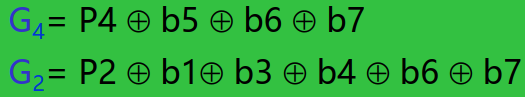 G₄= P4 ⊕ b5 ⊕ b6 ⊕ b7
G₂= P2 ⊕ b1⊕ b3 ⊕ b4 ⊕ b6 ⊕ b7